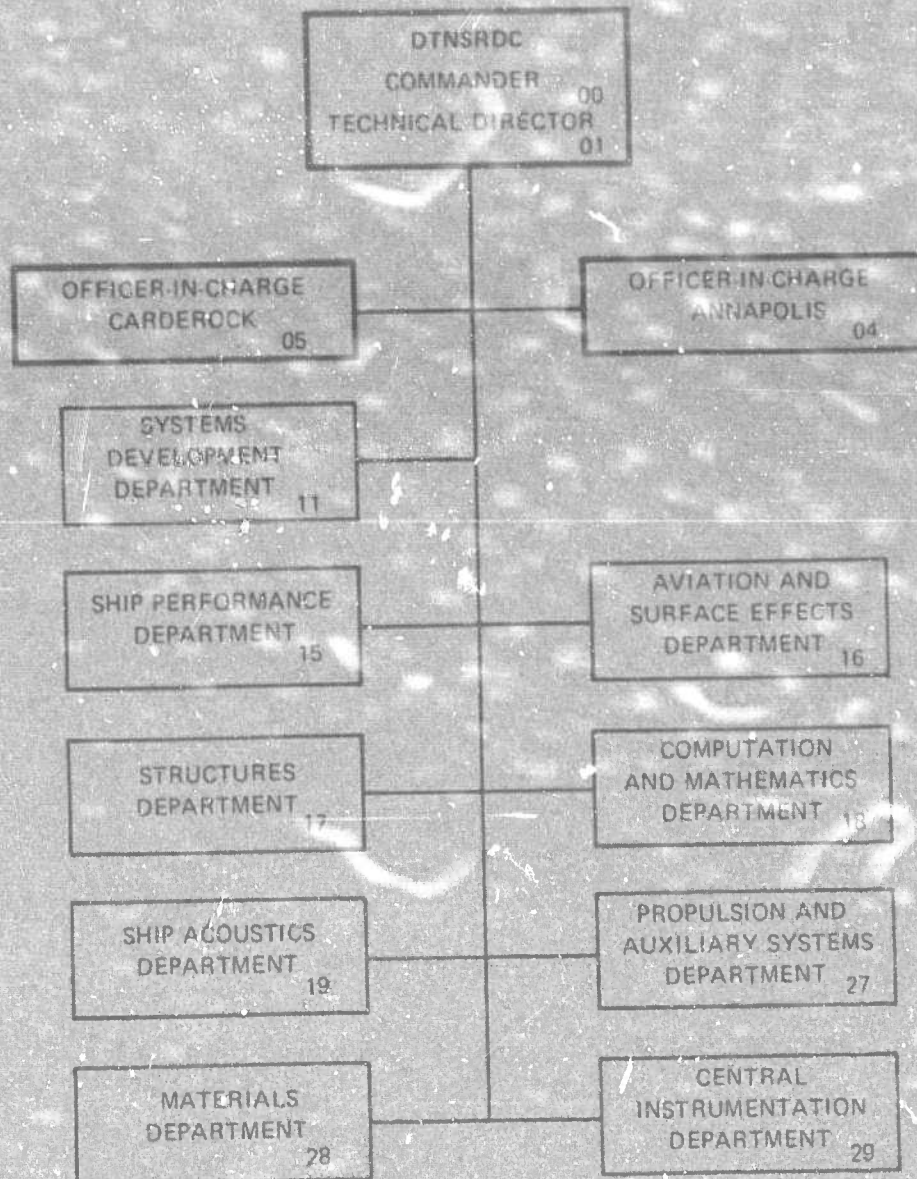 DTNSRDC
COMMANDER
00
TECHNICAL DIRECTOR
01
OFFICER-IN-CHARGE
CARDEROCK
05
OFFICER-IN-CHARGE
ANNAPOLIS
04
SYSTEMS
DEVELOPMENT
DEPARTMENT
11
SHIP PERFORMANCE
DEPARTMENT
15
AVIATION AND
SURFACE EFFECTS
DEPARTMENT
16
STRUCTURES
DEPARTMENT
17
COMPUTATION
AND MATHEMATICS
DEPARTMENT
18
SHIP ACOUSTICS
DEPARTMENT
19
PROPULSION AND
AUXILIARY SYSTEMS
DEPARTMENT
27
MATERIALS
DEPARTMENT
28
CENTRAL
INSTRUMENTATION
DEPARTMENT
29